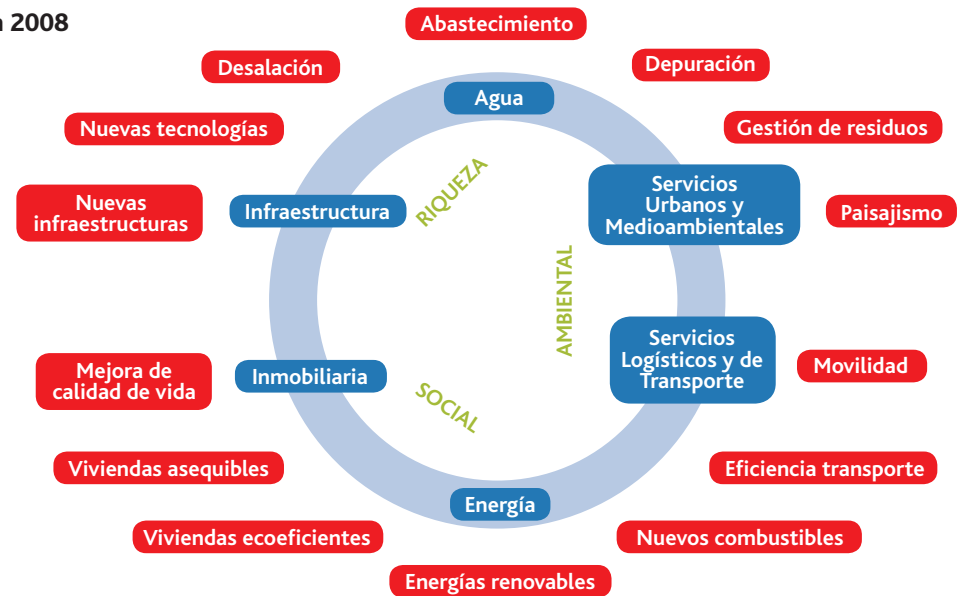 2008
Abastecimiento
Desalación
Depuración
Agua
Nuevas tecnologías
Gestión de residuos
RIQUEZA
Nuevas
infraestructuras
Infraestructura
Servicios
Urbanos y
Medioambientales
Paisajismo
AMBIENTAL
Servicios
Logísticos y de
Transporte
Movilidad
Mejora de
calidad de vida
Inmobiliaria
SOCIAL
Viviendas asequibles
Eficiencia transporte
Energía
Viviendas ecoeficientes
Nuevos combustibles
Energías renovables